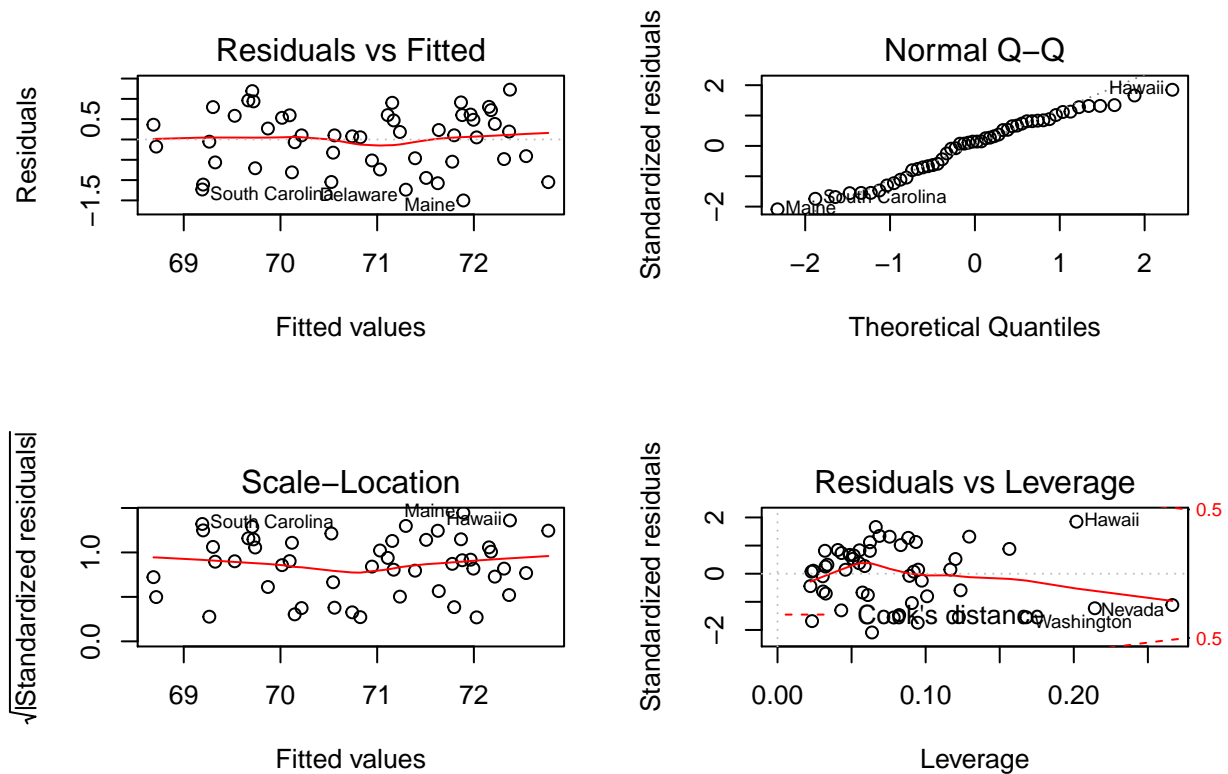 Residuals vs Fitted
Residuals
0.5
−1.5
South Carolina
Delaware
Maine
69 70 71 72
Fitted values
Normal Q−Q
Standardized residuals
2
0
−2
Hawaii
South Carolina
Maine
−2 −1 0 1 2
Theoretical Quantiles
Scale−Location
√|Standardized residuals|
1.0
0.0
South Carolina
Maine
Hawaii
69 70 71 72
Fitted values
Residuals vs Leverage
Standardized residuals
2
0
−2
0.5
Hawaii
Cook's distance
Nevada
Washington
0.5
0.00 0.10 0.20
Leverage